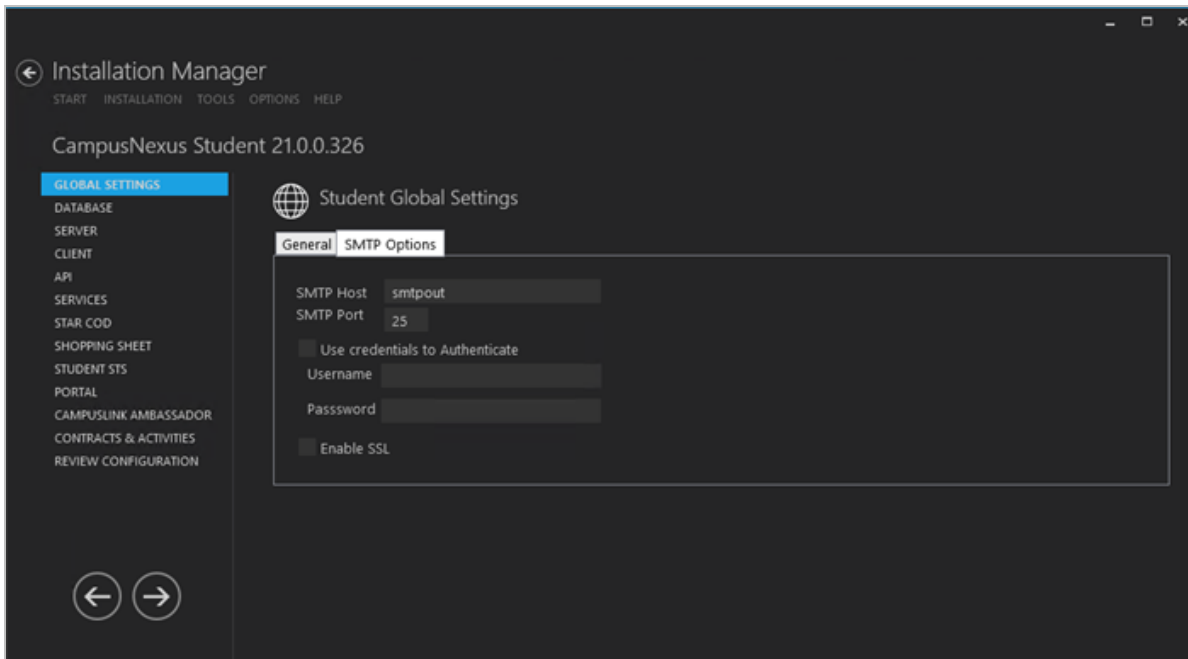 Installation Manager
START INSTALLATION TOOLS OPTIONS HELP
CampusNexus Student 21.0.0.326
GLOBAL SETTINGS
DATABASE
SERVER
CLIENT
API
SERVICES
STAR COD
SHOPPING SHEET
STUDENT STS
PORTAL
CAMPUSLINK AMBASSADOR
CONTRACTS & ACTIVITIES
REVIEW CONFIGURATION
Student Global Settings
General SMTP Options
SMTP Host smtpout
SMTP Port 25
Use credentials to Authenticate
Username
Passsword
Enable SSL